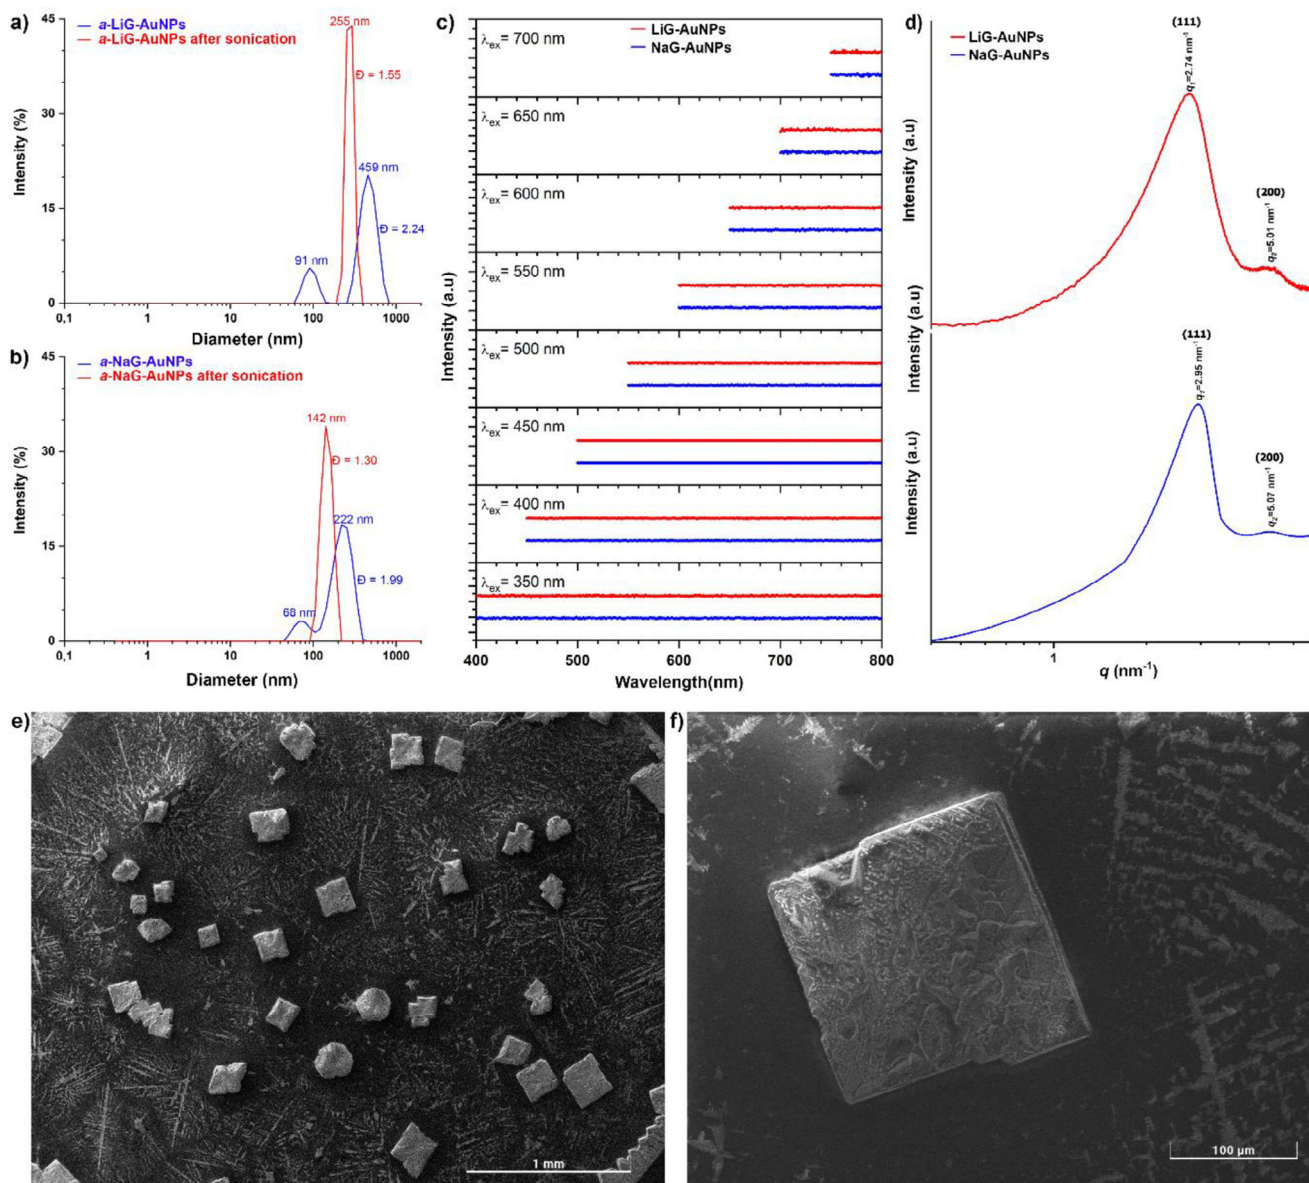 a)
45
30
15
0
Intensity (%)
a-LiG-AuNPs
a-LiG-AuNPs after sonication
255 nm
Đ = 1.55
459 nm
Đ = 2.24
91 nm
0,1
1
10
100
1000
Diameter (nm)
b)
45
30
15
0
Intensity (%)
a-NaG-AuNPs
a-NaG-AuNPs after sonication
142 nm
Đ = 1.30
222 nm
Đ = 1.99
68 nm
0,1
1
10
100
1000
Diameter (nm)
c)
Intensity (a.u)
LiG-AuNPs
NaG-AuNPs
λex= 700 nm
λex= 650 nm
λex= 600 nm
λex= 550 nm
λex= 500 nm
λex= 450 nm
λex= 400 nm
λex= 350 nm
400
500
600
700
800
Wavelength(nm)
d)
LiG-AuNPs
NaG-AuNPs
(111)
q1=2.74 nm-1
(200)
q2=5.01 nm-1
Intensity (a.u)
Intensity (a.u)
(111)
q1=2.95 nm-1
(200)
q2=5.07 nm-1
Intensity (a.u)
1
q (nm-1)
e)
1 mm
f)
100 µm